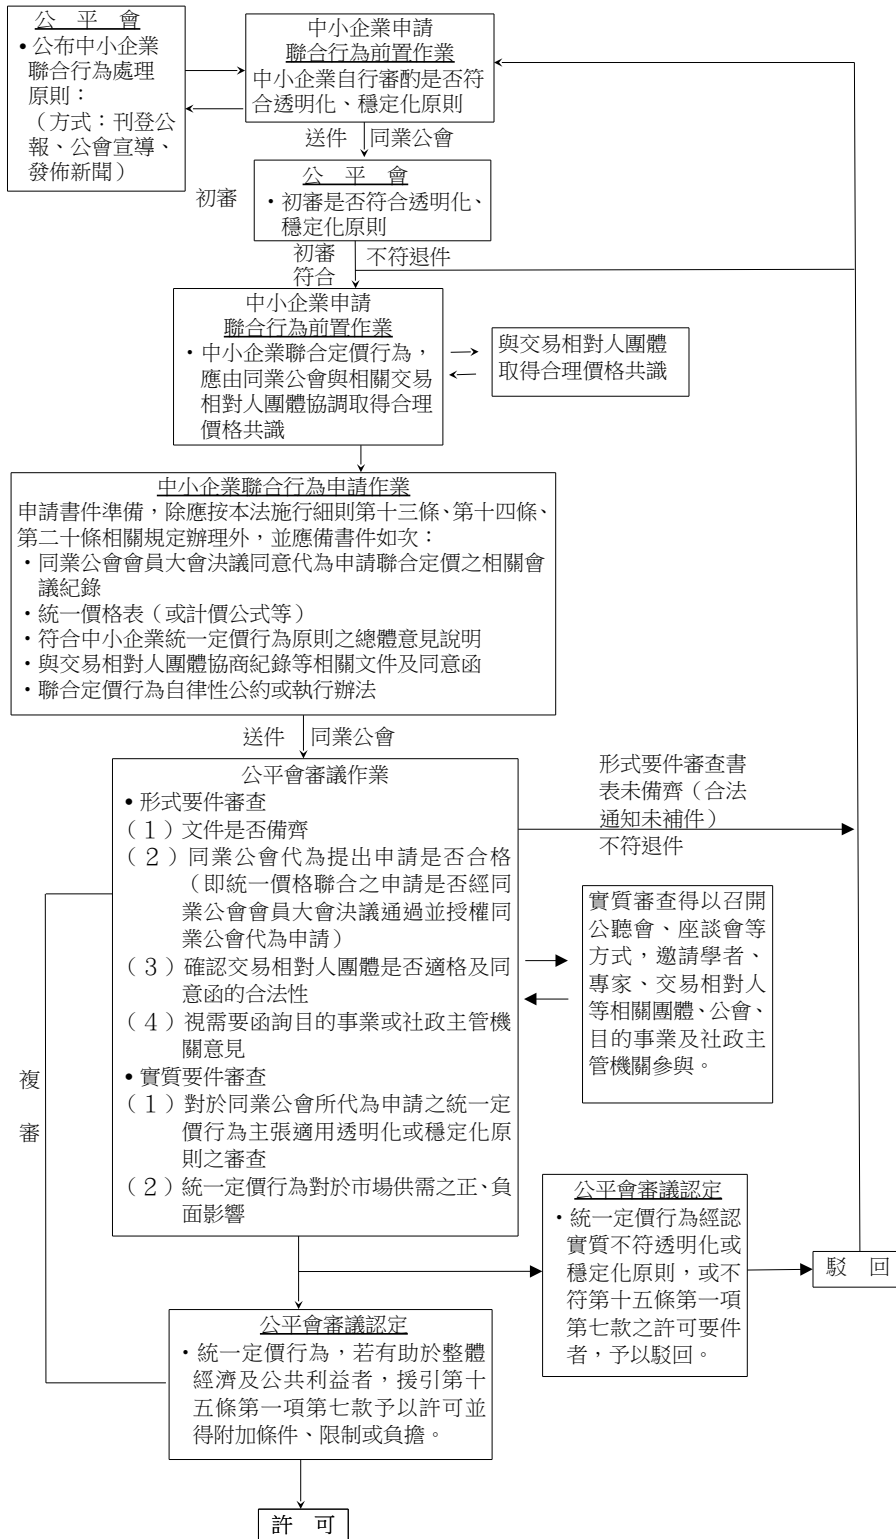 公　平　會
•公布中小企業
聯合行為處理
原則：
（方式：刊登公
報、公會宣導、
發佈新聞）
中小企業申請
聯合行為前置作業
中小企業自行審酌是否符
合透明化、穩定化原則
送件　同業公會
初審
公　平　會
・初審是否符合透明化、
穩定化原則
初審
符合
不符退件
中小企業申請
聯合行為前置作業
・中小企業聯合定價行為，
應由同業公會與相關交易
相對人團體協調取得合理
價格共識
與交易相對人團體
取得合理價格共識
中小企業聯合行為申請作業
申請書件準備，除應按本法施行細則第十三條、第十四條、
第二十條相關規定辦理外，並應備書件如次：
・同業公會會員大會決議同意代為申請聯合定價之相關會
議紀錄
・統一價格表（或計價公式等）
・符合中小企業統一定價行為原則之總體意見說明
・與交易相對人團體協商紀錄等相關文件及同意函
・聯合定價行為自律性公約或執行辦法
送件　同業公會
公平會審議作業
•形式要件審查
（１）文件是否備齊
（２）同業公會代為提出申請是否合格
（即統一價格聯合之申請是否經同
業公會會員大會決議通過並授權同
業公會代為申請）
（３）確認交易相對人團體是否適格及同
意函的合法性
（４）視需要函詢目的事業或社政主管機
關意見
•實質要件審查
（１）對於同業公會所代為申請之統一定
價行為主張適用透明化或穩定化原
則之審查
（２）統一定價行為對於市場供需之正、負
面影響
形式要件審查書
表未備齊（合法
通知未補件）
不符退件
實質審查得以召開
公聽會、座談會等
方式，邀請學者、
專家、交易相對人
等相關團體、公會、
目的事業及社政主
管機關參與。
複
審
公平會審議認定
・統一定價行為經認
實質不符透明化或
穩定化原則，或不
符第十五條第一項
第七款之許可要件
者，予以駁回。
駁　回
公平會審議認定
・統一定價行為，若有助於整體
經濟及公共利益者，援引第十
五條第一項第七款予以許可並
得附加條件、限制或負擔。
許　可